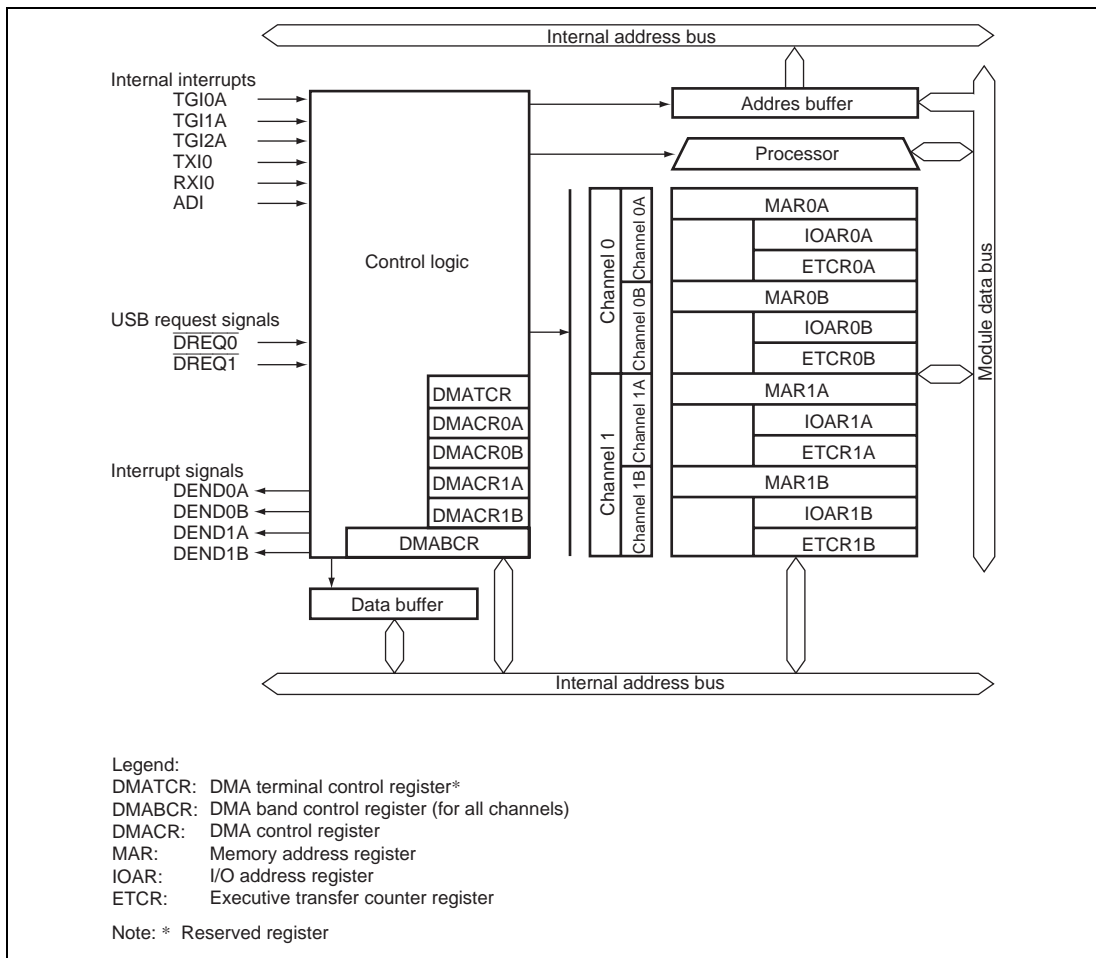 Internal address bus
Internal interrupts
TGI0A
TGI1A
TGI2A
TXI0
RXI0
ADI
Addres buffer
Processor
Control logic
USB request signals
DREQ0
DREQ1
Interrupt signals
DEND0A
DEND0B
DEND1A
DEND1B
DMATCR
DMACR0A
DMACR0B
DMACR1A
DMACR1B
DMABCR
Data buffer
Channel 0
Channel 0A
Channel 0B
Channel 1
Channel 1A
Channel 1B
MAR0A
IOAR0A
ETCR0A
MAR0B
IOAR0B
ETCR0B
MAR1A
IOAR1A
ETCR1A
MAR1B
IOAR1B
ETCR1B
Module data bus
Internal address bus
Legend:
DMATCR: DMA terminal control register*
DMABCR: DMA band control register (for all channels)
DMACR: DMA control register
MAR: Memory address register
IOAR: I/O address register
ETCR: Executive transfer counter register
Note: * Reserved register